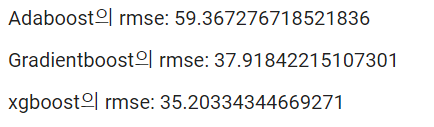 Adaboost의 rmse: 59.367276718521836
Gradientboost의 rmse: 37.91842215107301
xgboost의 rmse: 35.20334344669271